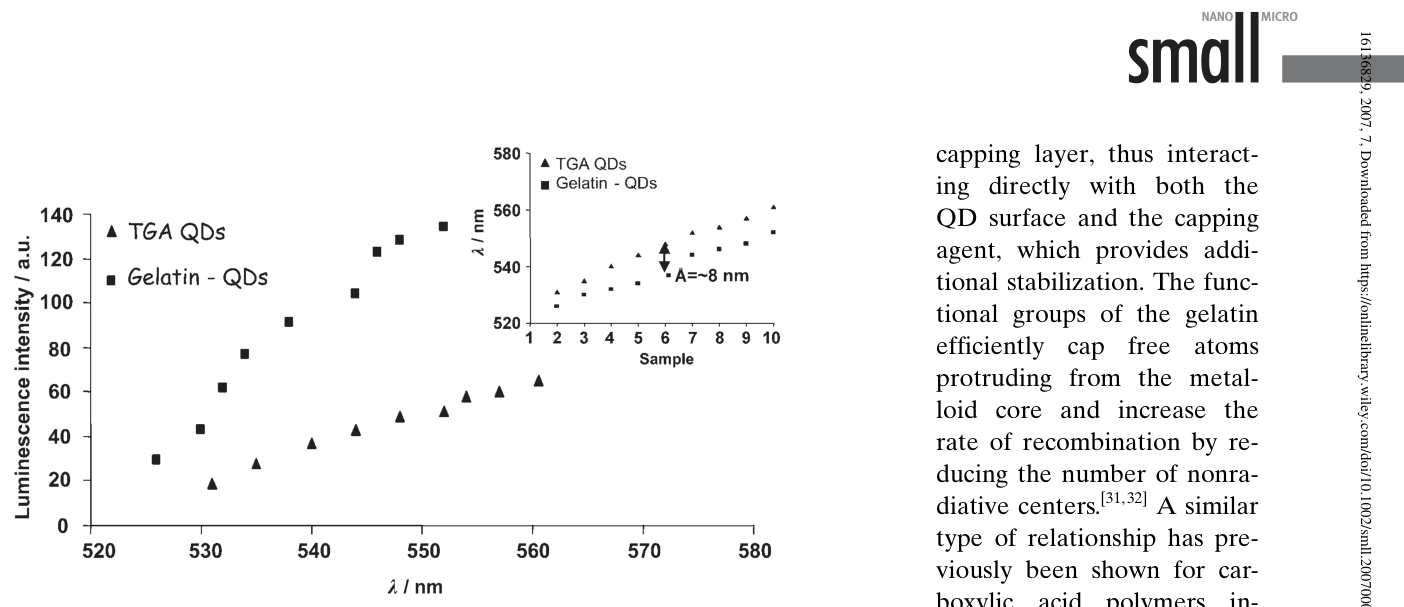 NANO MICRO
small
580
▲ TGA QDs
■ Gelatin - QDs
560
λ / nm
540
Å=~8 nm
520
1 2 3 4 5 6 7 8 9 10
Sample
140
▲ TGA QDs
120
■ Gelatin - QDs
100
80
60
40
20
0
Luminescence intensity / a.u.
520 530 540 550 560 570 580
λ / nm
capping layer, thus interact-
ing directly with both the
QD surface and the capping
agent, which provides addi-
tional stabilization. The func-
tional groups of the gelatin
efficiently cap free atoms
protruding from the metal-
loid core and increase the
rate of recombination by re-
ducing the number of nonra-
diative centers.[31,32] A similar
type of relationship has pre-
viously been shown for car-
boxylic acid polymers in-
16136829, 2007, 7, Downloaded from https://onlinelibrary.wiley.com/doi/10.1002/smll.2007000